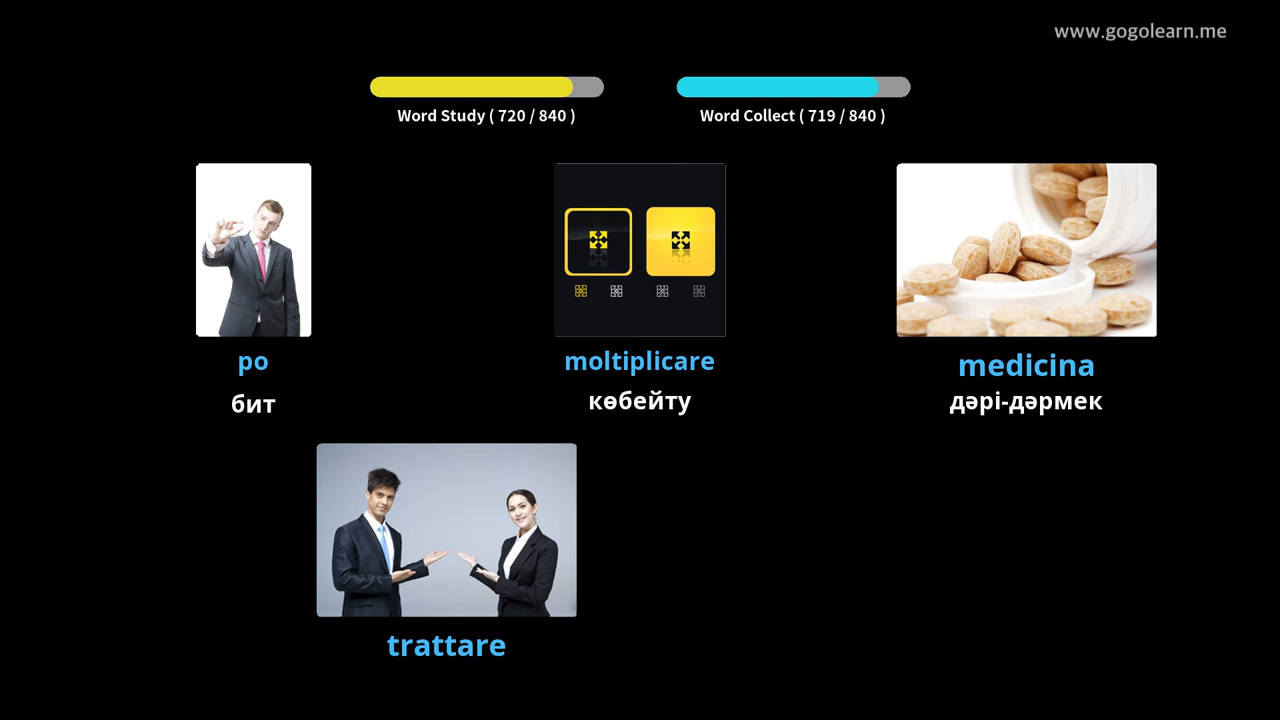 www.gogolearn.me
Word Study ( 720 / 840 )
Word Collect ( 719 / 840 )
po
moltiplicare
medicina
бит
көбейту
дәрі-дәрмек
trattare